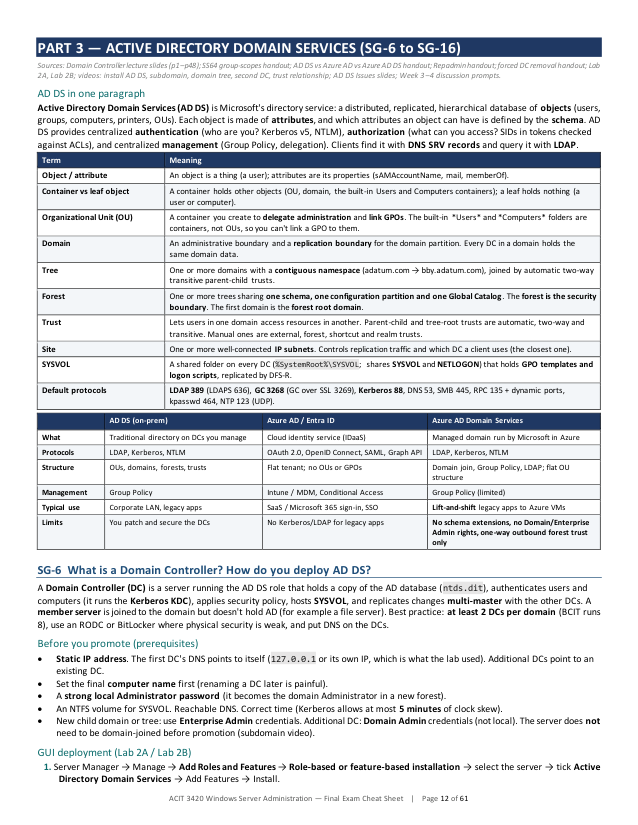 PART 3 — ACTIVE DIRECTORY DOMAIN SERVICES (SG-6 to SG-16)
Sources: Domain Controller lecture slides (p1–p48); SS64 group-scopes handout; AD DS vs Azure AD vs Azure AD DS handout; Repadmin handout; forced DC removal handout; Lab
2A, Lab 2B; videos: install AD DS, subdomain, domain tree, second DC, trust relationship; AD DS Issues slides; Week 3–4 discussion prompts.
AD DS in one paragraph
Active Directory Domain Services (AD DS) is Microsoft's directory service: a distributed, replicated, hierarchical database of objects (users,
groups, computers, printers, OUs). Each object is made of attributes, and which attributes an object can have is defined by the schema. AD
DS provides centralized authentication (who are you? Kerberos v5, NTLM), authorization (what can you access? SIDs in tokens checked
against ACLs), and centralized management (Group Policy, delegation). Clients find it with DNS SRV records and query it with LDAP.
Term Meaning
Object / attribute An object is a thing (a user); attributes are its properties (sAMAccountName, mail, memberOf).
Container vs leaf object A container holds other objects (OU, domain, the built-in Users and Computers containers); a leaf holds nothing (a
user or computer).
Organizational Unit (OU) A container you create to delegate administration and link GPOs. The built-in *Users* and *Computers* folders are
containers, not OUs, so you can't link a GPO to them.
Domain An administrative boundary and a replication boundary for the domain partition. Every DC in a domain holds the
same domain data.
Tree One or more domains with a contiguous namespace (adatum.com → bby.adatum.com), joined by automatic two-way
transitive parent-child trusts.
Forest One or more trees sharing one schema, one configuration partition and one Global Catalog. The forest is the security
boundary. The first domain is the forest root domain.
Trust Lets users in one domain access resources in another. Parent-child and tree-root trusts are automatic, two-way and
transitive. Manual ones are external, forest, shortcut and realm trusts.
Site One or more well-connected IP subnets. Controls replication traffic and which DC a client uses (the closest one).
SYSVOL A shared folder on every DC (%SystemRoot%\SYSVOL; shares SYSVOL and NETLOGON) that holds GPO templates and
logon scripts, replicated by DFS-R.
Default protocols LDAP 389 (LDAPS 636), GC 3268 (GC over SSL 3269), Kerberos 88, DNS 53, SMB 445, RPC 135 + dynamic ports,
kpasswd 464, NTP 123 (UDP).
AD DS (on-prem) Azure AD / Entra ID Azure AD Domain Services
What Traditional directory on DCs you manage Cloud identity service (IDaaS) Managed domain run by Microsoft in Azure
Protocols LDAP, Kerberos, NTLM OAuth 2.0, OpenID Connect, SAML, Graph API LDAP, Kerberos, NTLM
Structure OUs, domains, forests, trusts Flat tenant; no OUs or GPOs Domain join, Group Policy, LDAP; flat OU
structure
Management Group Policy Intune / MDM, Conditional Access Group Policy (limited)
Typical use Corporate LAN, legacy apps SaaS / Microsoft 365 sign-in, SSO Lift-and-shift legacy apps to Azure VMs
Limits You patch and secure the DCs No Kerberos/LDAP for legacy apps No schema extensions, no Domain/Enterprise
Admin rights, one-way outbound forest trust
only
SG-6 What is a Domain Controller? How do you deploy AD DS?
A Domain Controller (DC) is a server running the AD DS role that holds a copy of the AD database (ntds.dit), authenticates users and
computers (it runs the Kerberos KDC), applies security policy, hosts SYSVOL, and replicates changes multi-master with the other DCs. A
member server is joined to the domain but doesn't hold AD (for example a file server). Best practice: at least 2 DCs per domain (BCIT runs
8), use an RODC or BitLocker where physical security is weak, and put DNS on the DCs.
Before you promote (prerequisites)
• Static IP address. The first DC's DNS points to itself (127.0.0.1 or its own IP, which is what the lab used). Additional DCs point to an
existing DC.
• Set the final computer name first (renaming a DC later is painful).
• A strong local Administrator password (it becomes the domain Administrator in a new forest).
• An NTFS volume for SYSVOL. Reachable DNS. Correct time (Kerberos allows at most 5 minutes of clock skew).
• New child domain or tree: use Enterprise Admin credentials. Additional DC: Domain Admin credentials (not local). The server does not
need to be domain-joined before promotion (subdomain video).
GUI deployment (Lab 2A / Lab 2B)
1. Server Manager → Manage → Add Roles and Features → Role-based or feature-based installation → select the server → tick Active
Directory Domain Services → Add Features → Install.
ACIT 3420 Windows Server Administration — Final Exam Cheat Sheet | Page 12 of 61